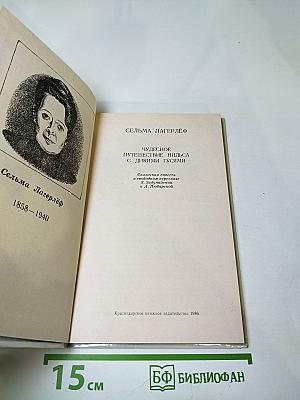 Сельма Лагерлёф
1858—1940
СЕЛЬМА ЛАГЕРЛЁФ
ЧУДЕСНОЕ
ПУТЕШЕСТВИЕ НИЛЬСА
С ДИКИМИ ГУСЯМИ
Сказочная повесть
в свободном пересказе
З. Задунайской
и А. Любарской
Краснодарское книжное издательство 1986
15 см
БФ БИБЛИОФАН